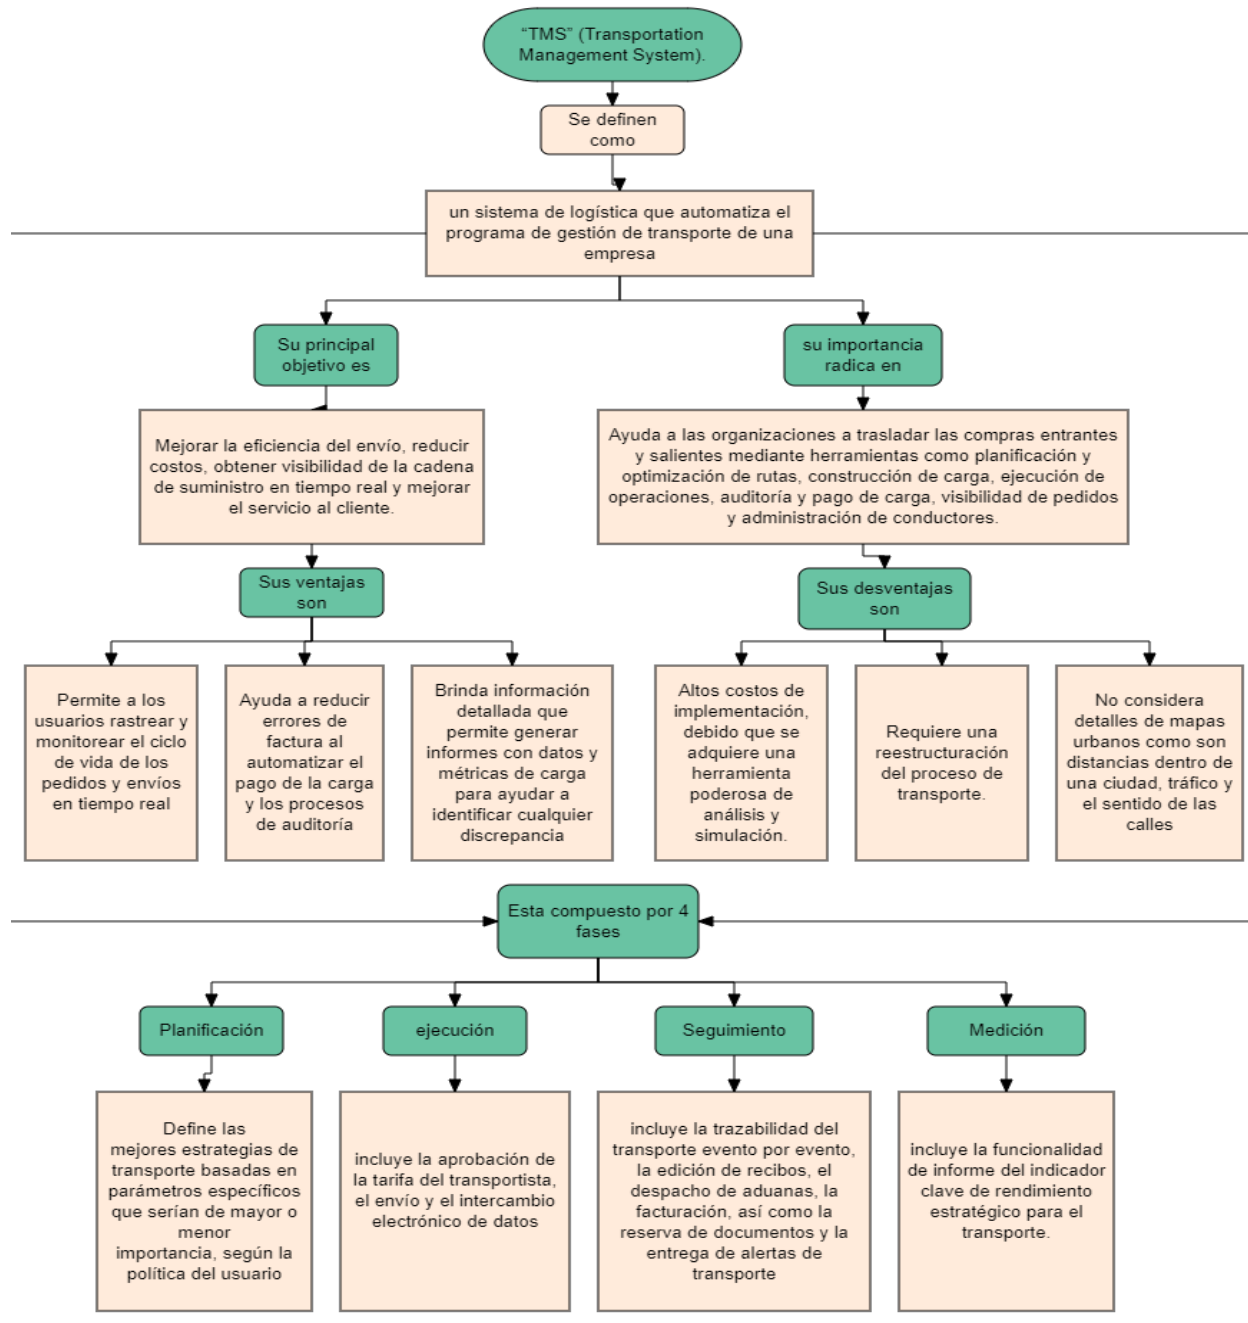 “TMS” (Transportation
Management System).
Se definen
como
un sistema de logística que automatiza el
programa de gestión de transporte de una
empresa
Su principal
objetivo es
su importancia
radica en
Mejorar la eficiencia del envío, reducir
costos, obtener visibilidad de la cadena
de suministro en tiempo real y mejorar
el servicio al cliente.
Ayuda a las organizaciones a trasladar las compras entrantes
y salientes mediante herramientas como planificación y
optimización de rutas, construcción de carga, ejecución de
operaciones, auditoría y pago de carga, visibilidad de pedidos
y administración de conductores.
Sus ventajas
son
Sus desventajas
son
Permite a los
usuarios rastrear y
monitorear el ciclo
de vida de los
pedidos y envíos
en tiempo real
Ayuda a reducir
errores de
factura al
automatizar el
pago de la carga
y los procesos
de auditoría
Brinda información
detallada que
permite generar
informes con datos y
métricas de carga
para ayudar a
identificar cualquier
discrepancia
Altos costos de
implementación,
debido que se
adquiere una
herramienta
poderosa de
análisis y
simulación.
Requiere una
reestructuración
del proceso de
transporte.
No considera
detalles de mapas
urbanos como son
distancias dentro de
una ciudad, tráfico y
el sentido de las
calles
Esta compuesto por 4
fases
Planificación
ejecución
Seguimiento
Medición
Define las
mejores estrategias de
transporte basadas en
parámetros específicos
que serían de mayor o
menor
importancia, según la
política del usuario
incluye la aprobación de
la tarifa del transportista,
el envío y el intercambio
electrónico de datos
incluye la trazabilidad del
transporte evento por evento,
la edición de recibos, el
despacho de aduanas, la
facturación, así como la
reserva de documentos y la
entrega de alertas de
transporte
incluye la funcionalidad
de informe del indicador
clave de rendimiento
estratégico para el
transporte.